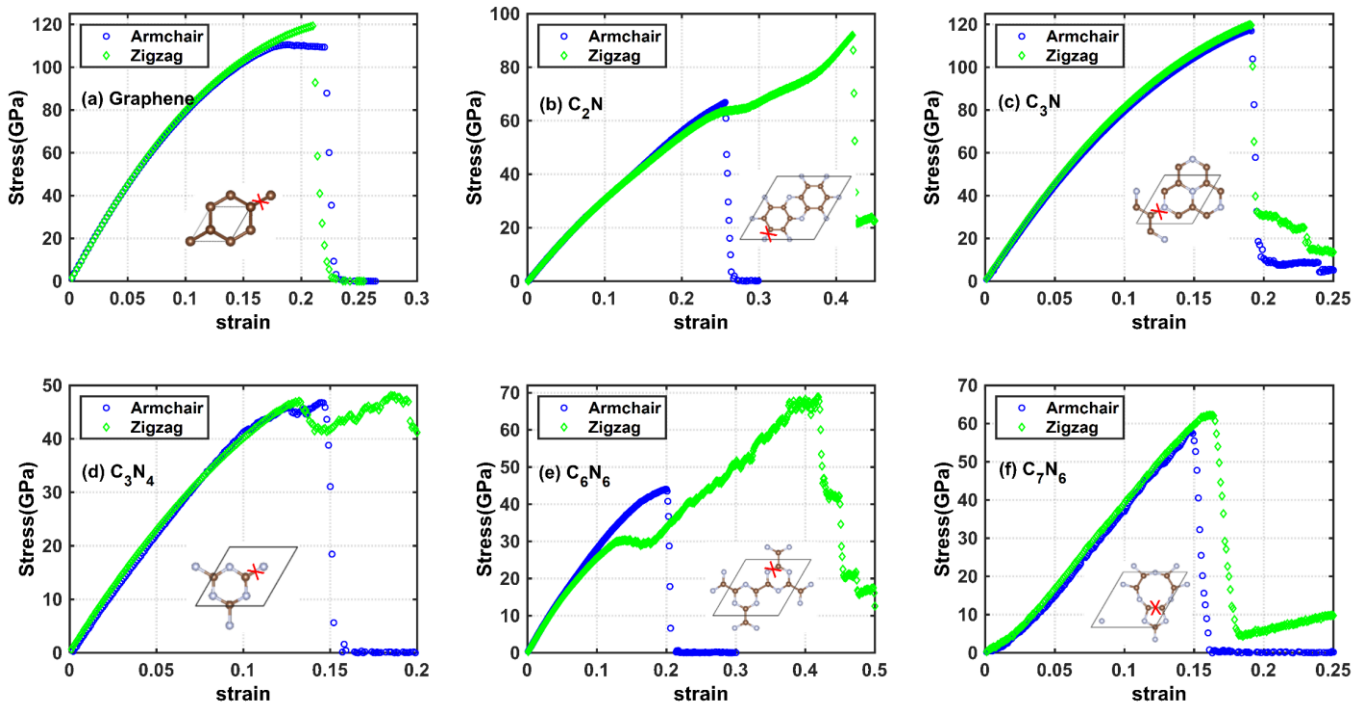 120
100
80
60
40
20
0
Stress(GPa)
Armchair
Zigzag
(a) Graphene
0 0.05 0.1 0.15 0.2 0.25 0.3
strain
100
80
60
40
20
0
Stress(GPa)
Armchair
Zigzag
(b) C₂N
0 0.1 0.2 0.3 0.4
strain
120
100
80
60
40
20
0
Stress(GPa)
Armchair
Zigzag
(c) C₃N
0 0.05 0.1 0.15 0.2 0.25
strain
50
40
30
20
10
0
Stress(GPa)
Armchair
Zigzag
(d) C₃N₄
0 0.05 0.1 0.15 0.2
strain
70
60
50
40
30
20
10
0
Stress(GPa)
Armchair
Zigzag
(e) C₆N₆
0 0.1 0.2 0.3 0.4 0.5
strain
70
60
50
40
30
20
10
0
Stress(GPa)
Armchair
Zigzag
(f) C₇N₆
0 0.05 0.1 0.15 0.2 0.25
strain